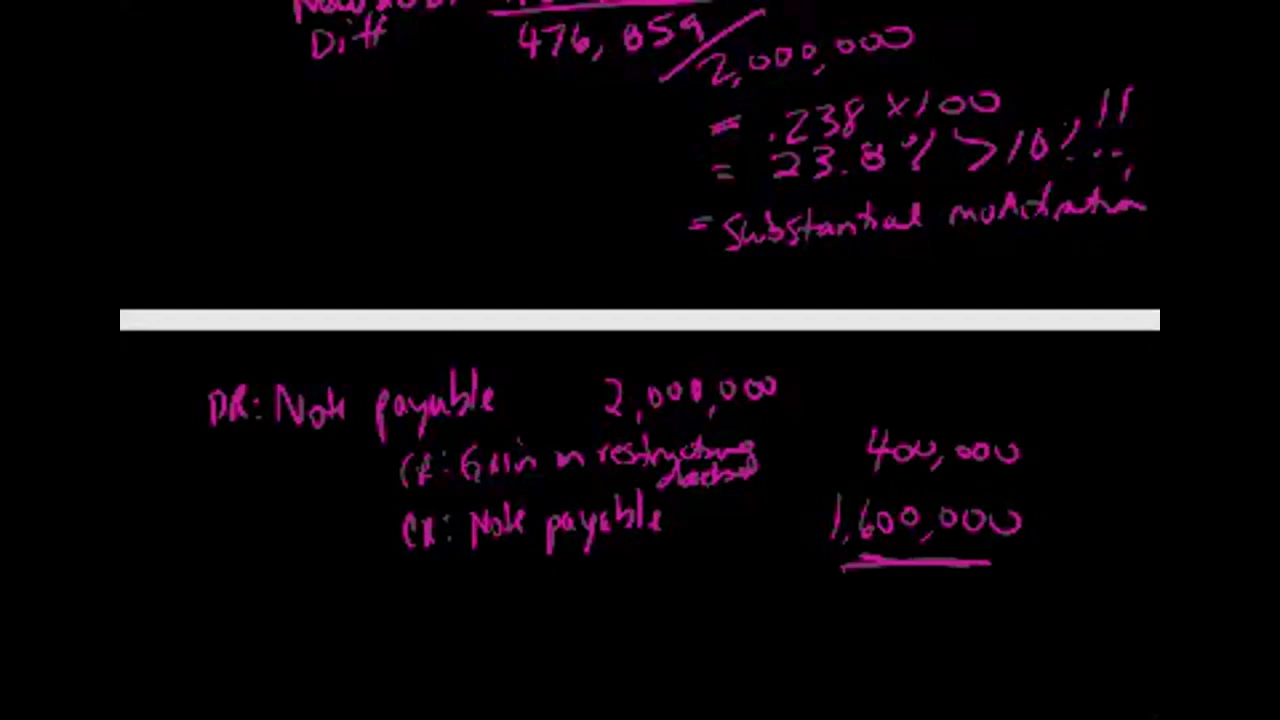 Diff 476,859 / 2,000,000
= .238 x 100
= 23.8% > 10% !!
= Substantial modification
DR: Note payable 2,000,000
CR: Gain on restructuring 400,000
CR: Note payable 1,600,000